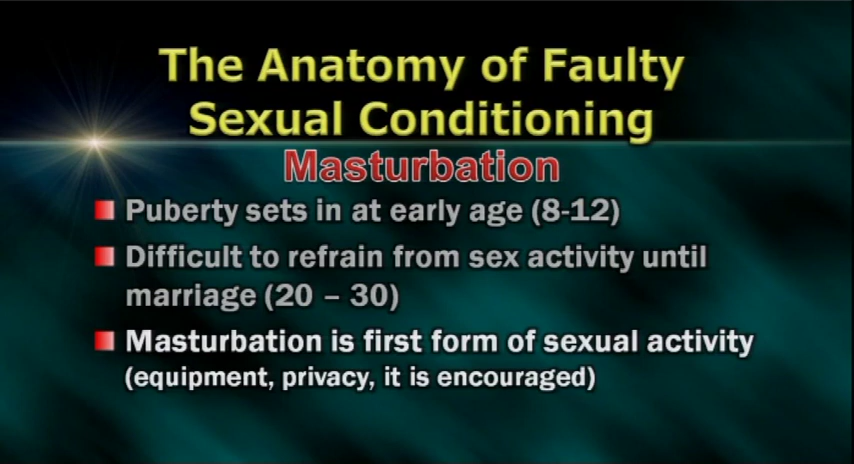 The Anatomy of Faulty
Sexual Conditioning
Masturbation
Puberty sets in at early age (8-12)
Difficult to refrain from sex activity until
marriage (20 – 30)
Masturbation is first form of sexual activity
(equipment, privacy, it is encouraged)